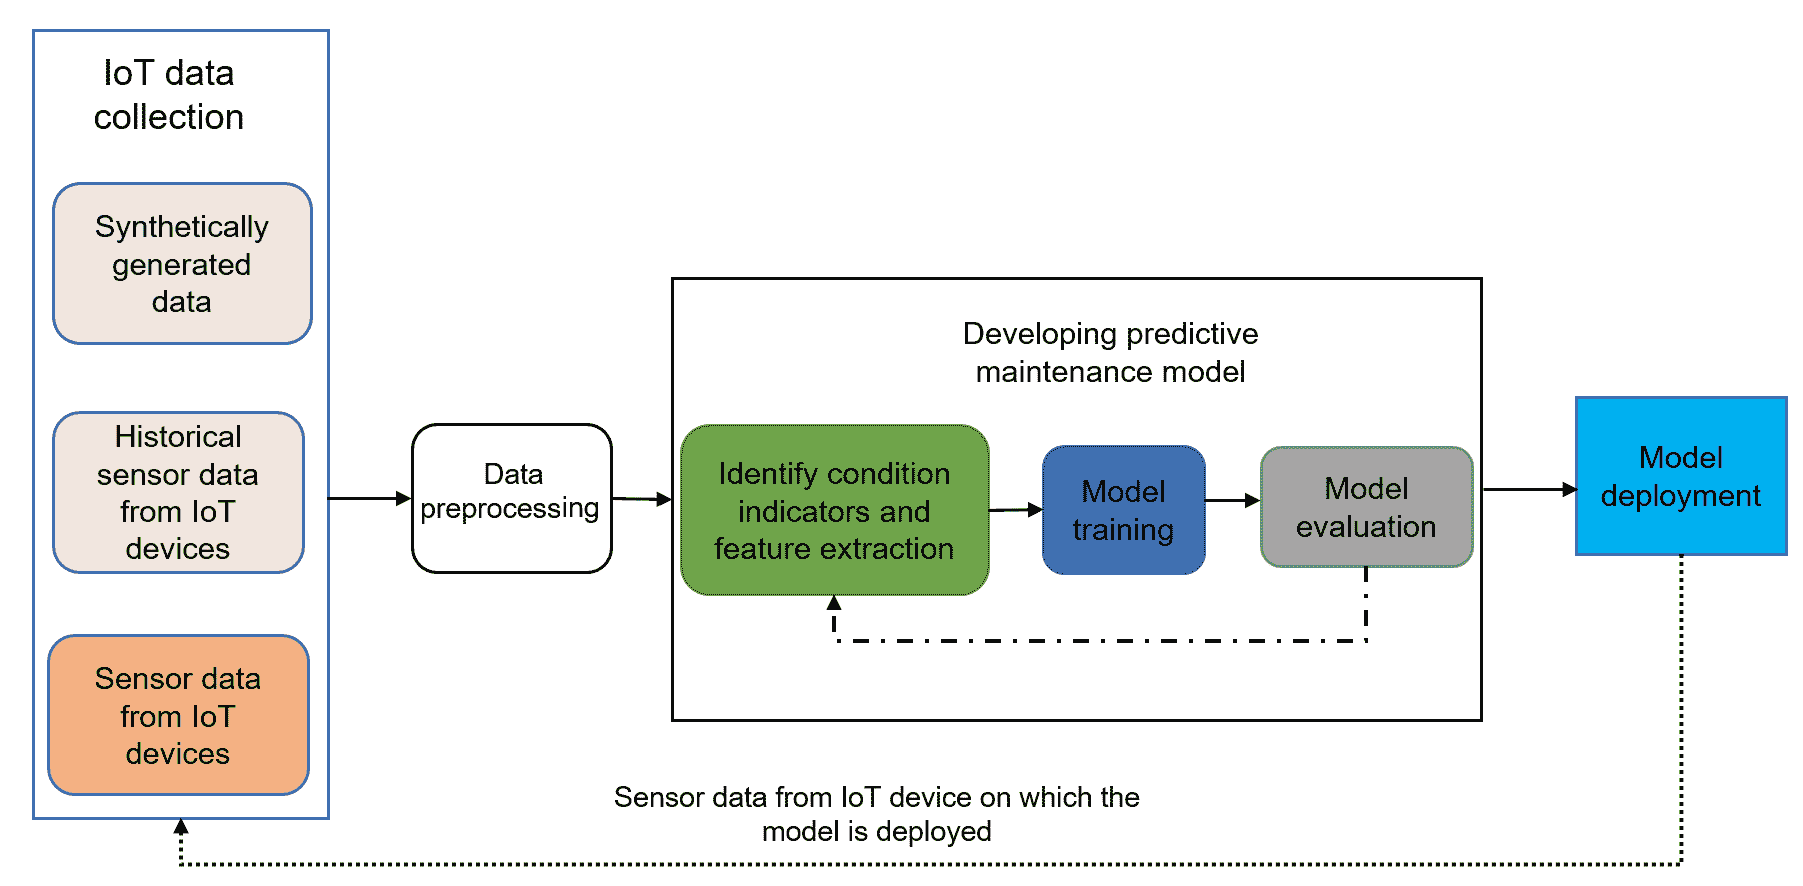 IoT data
collection
Synthetically
generated
data
Historical
sensor data
from IoT
devices
Sensor data
from IoT
devices
Data
preprocessing
Developing predictive
maintenance model
Identify condition
indicators and
feature extraction
Model
training
Model
evaluation
Model
deployment
Sensor data from IoT device on which the
model is deployed